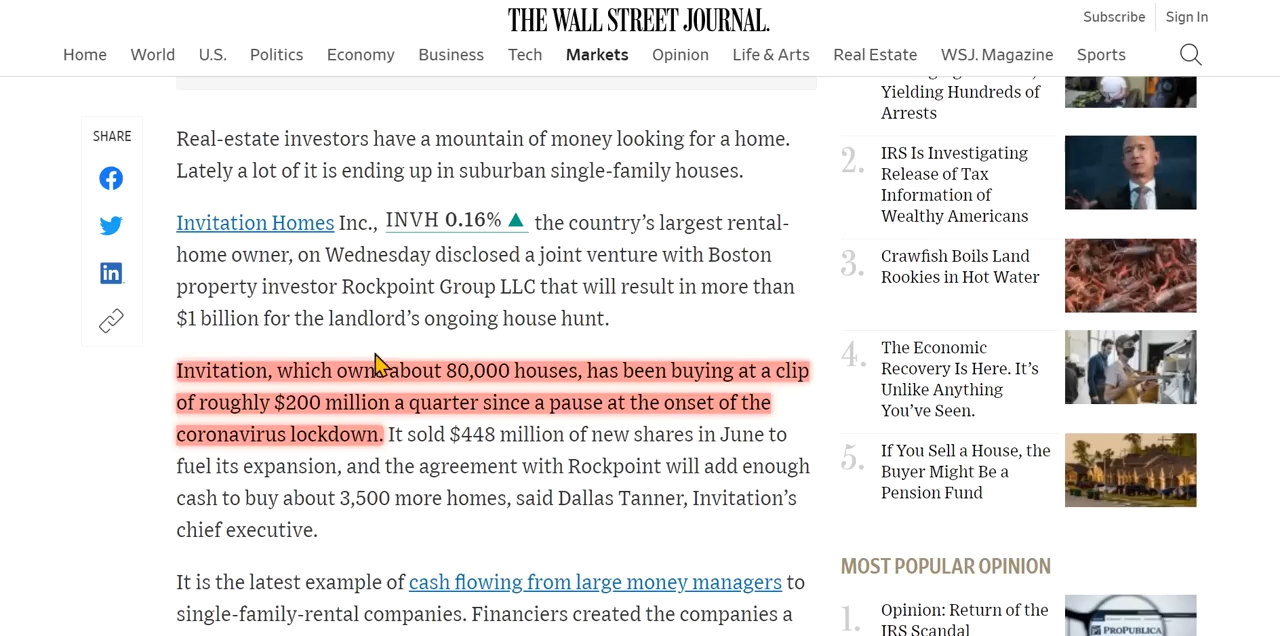 THE WALL STREET JOURNAL.
Subscribe
Sign In
Home World U.S. Politics Economy Business Tech Markets Opinion Life & Arts Real Estate WSJ. Magazine Sports
SHARE
Real-estate investors have a mountain of money looking for a home.
Lately a lot of it is ending up in suburban single-family houses.
Invitation Homes Inc., INVH 0.16% ▲ the country’s largest rental-
home owner, on Wednesday disclosed a joint venture with Boston
property investor Rockpoint Group LLC that will result in more than
$1 billion for the landlord’s ongoing house hunt.
Invitation, which owns about 80,000 houses, has been buying at a clip
of roughly $200 million a quarter since a pause at the onset of the
coronavirus lockdown. It sold $448 million of new shares in June to
fuel its expansion, and the agreement with Rockpoint will add enough
cash to buy about 3,500 more homes, said Dallas Tanner, Invitation’s
chief executive.
It is the latest example of cash flowing from large money managers to
single-family-rental companies. Financiers created the companies a
Yielding Hundreds of
Arrests
2.
IRS Is Investigating
Release of Tax
Information of
Wealthy Americans
3.
Crawfish Boils Land
Rookies in Hot Water
4.
The Economic
Recovery Is Here. It’s
Unlike Anything
You’ve Seen.
5.
If You Sell a House, the
Buyer Might Be a
Pension Fund
MOST POPULAR OPINION
1.
Opinion: Return of the
IRS Scandal
PROPUBLICA